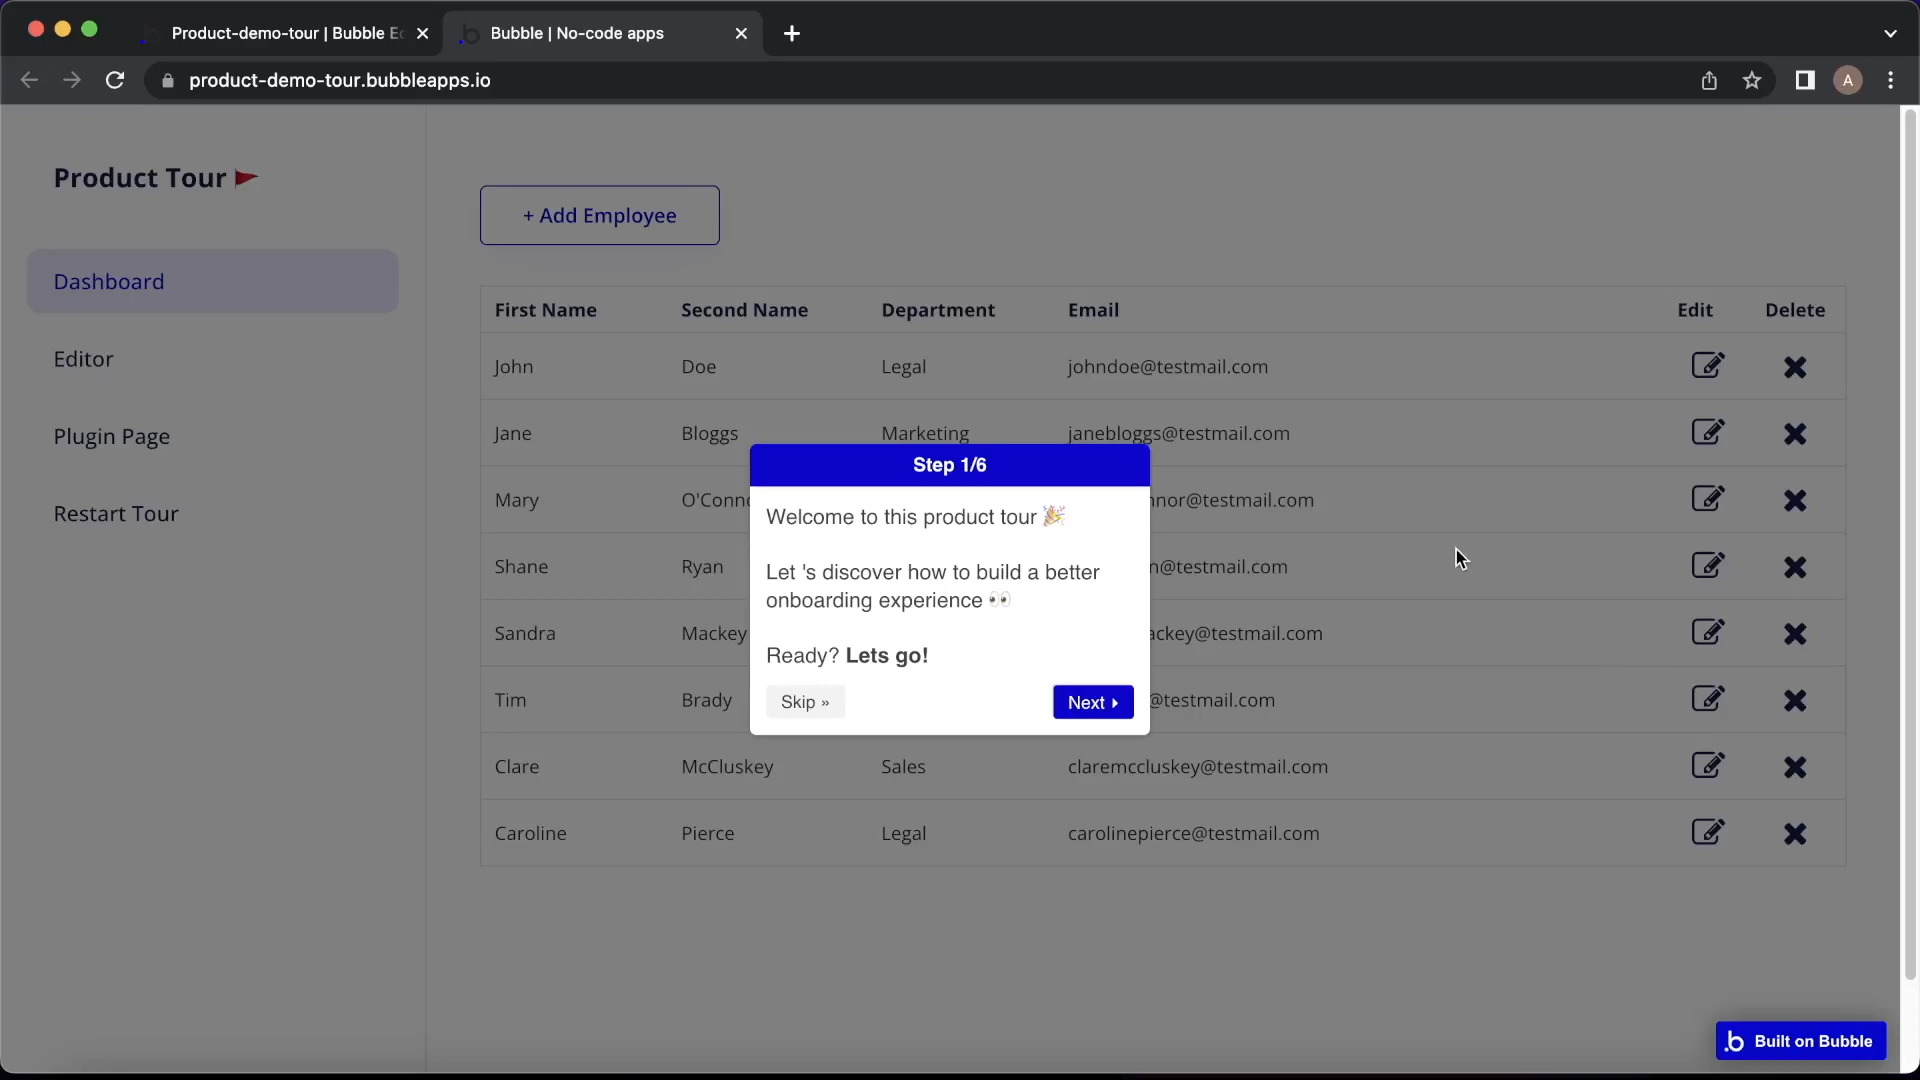 Product-demo-tour | Bubble Ec
Bubble | No-code apps
product-demo-tour.bubbleapps.io
A
Product Tour 🚩
Dashboard
Editor
Plugin Page
Restart Tour
+ Add Employee
First Name Second Name Department Email Edit Delete
John Doe Legal johndoe@testmail.com
Jane Bloggs Marketing janebloggs@testmail.com
Mary O'Conn nnor@testmail.com
Shane Ryan n@testmail.com
Sandra Mackey ackey@testmail.com
Tim Brady @testmail.com
Clare McCluskey Sales claremccluskey@testmail.com
Caroline Pierce Legal carolinepierce@testmail.com
Step 1/6
Welcome to this product tour 🎉
Let 's discover how to build a better
onboarding experience 👀
Ready? Lets go!
Skip »
Next
b Built on Bubble